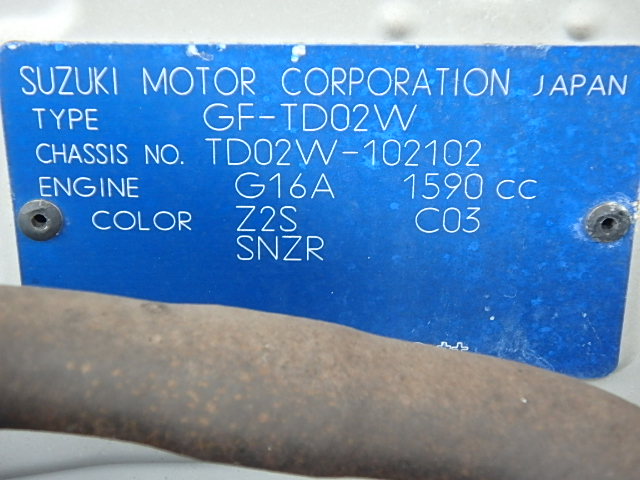 SUZUKI MOTOR CORPORATION JAPAN
TYPE GF-TD02W
CHASSIS NO. TD02W-102102
ENGINE G16A 1590 cc
COLOR Z2S C03
SNZR